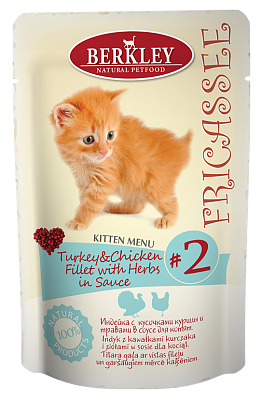 BERKLEY
NATURAL PETFOOD
FRICASSEE
KITTEN MENU
Turkey&Chicken
Fillet with Herbs
in Sauce
#2
NATURAL
100%
PRODUCTS
Индейка с кусочками курицы и
травами в соусе для котят.
Indyk z kawałkami kurczaka
i ziołami w sosie dla kociąt.
Tītara gaļa ar vistas fileju
un garšaugiem mērcē kaķēniem.